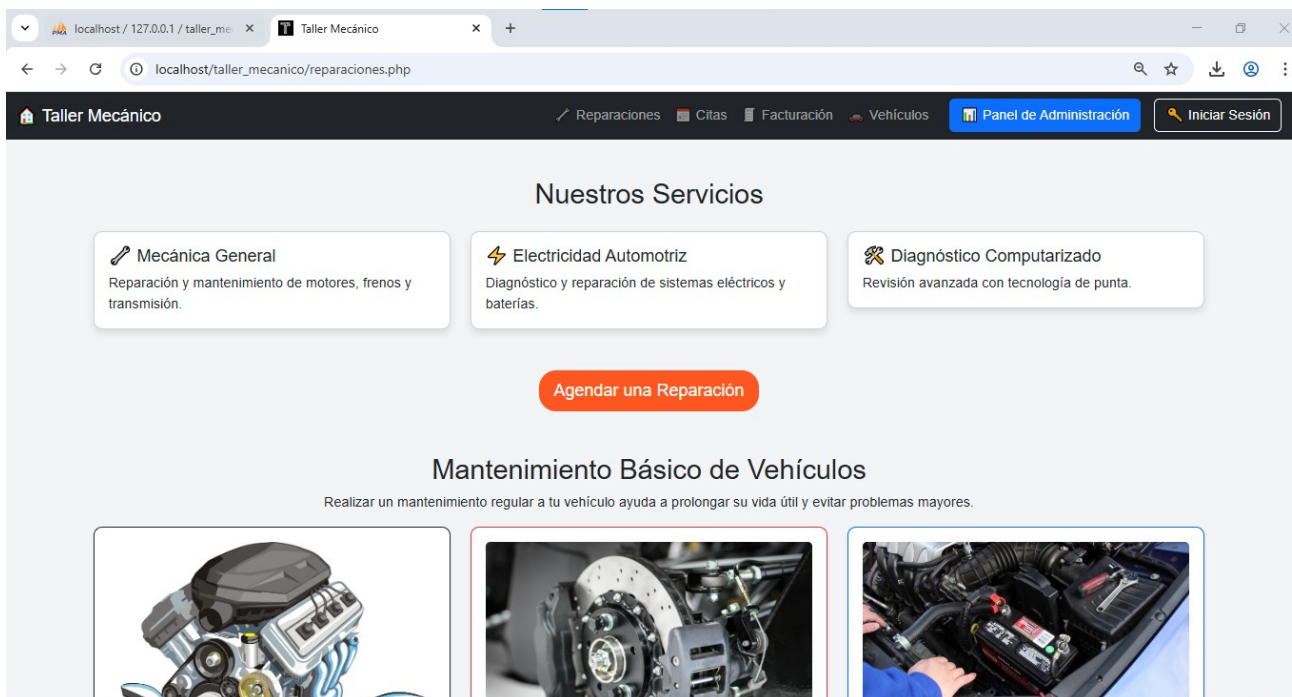 localhost / 127.0.0.1 / taller_me
Taller Mecánico
localhost/taller_mecanico/reparaciones.php
Taller Mecánico
Reparaciones
Citas
Facturación
Vehículos
Panel de Administración
Iniciar Sesión
Nuestros Servicios
Mecánica General
Reparación y mantenimiento de motores, frenos y
transmisión.
Electricidad Automotriz
Diagnóstico y reparación de sistemas eléctricos y
baterías.
Diagnóstico Computarizado
Revisión avanzada con tecnología de punta.
Agendar una Reparación
Mantenimiento Básico de Vehículos
Realizar un mantenimiento regular a tu vehículo ayuda a prolongar su vida útil y evitar problemas mayores.